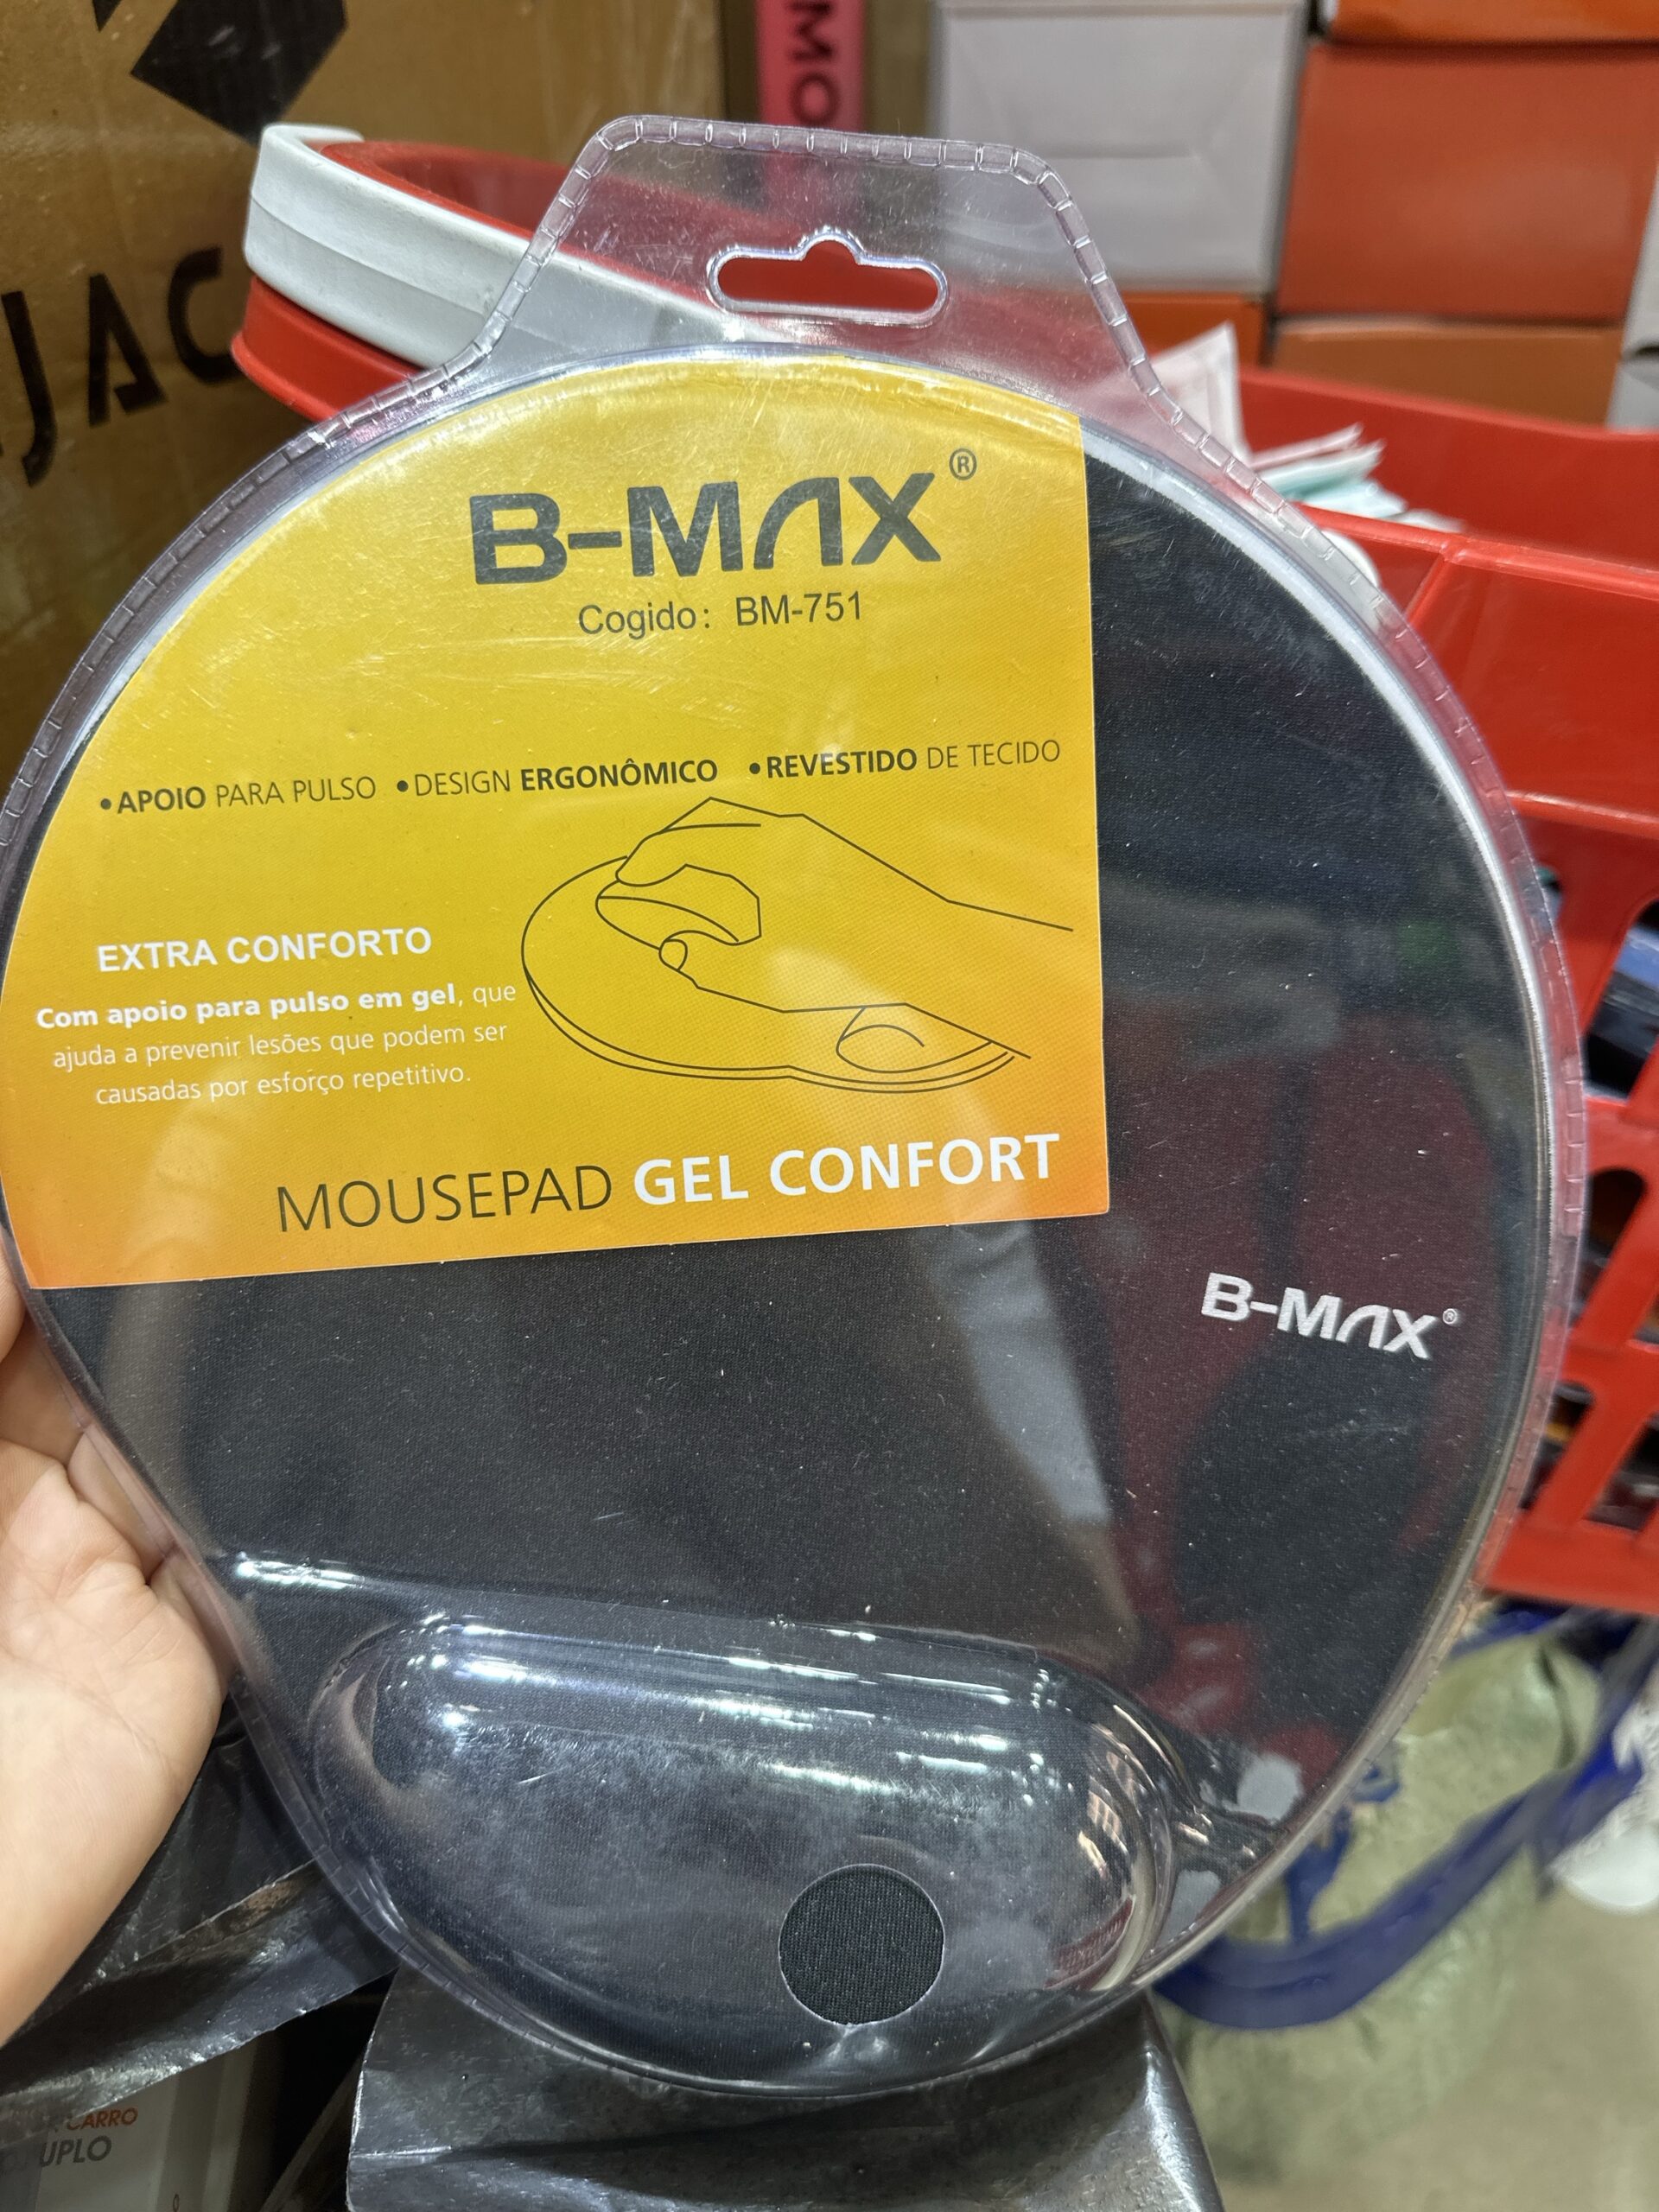 MO
JAC
B-MAX®
Cogido: BM-751
•APOIO PARA PULSO •DESIGN ERGONÔMICO •REVESTIDO DE TECIDO
EXTRA CONFORTO
Com apoio para pulso em gel, que
ajuda a prevenir lesões que podem ser
causadas por esforço repetitivo.
MOUSEPAD GEL CONFORT
B-MAX®
CARRO
UPLO